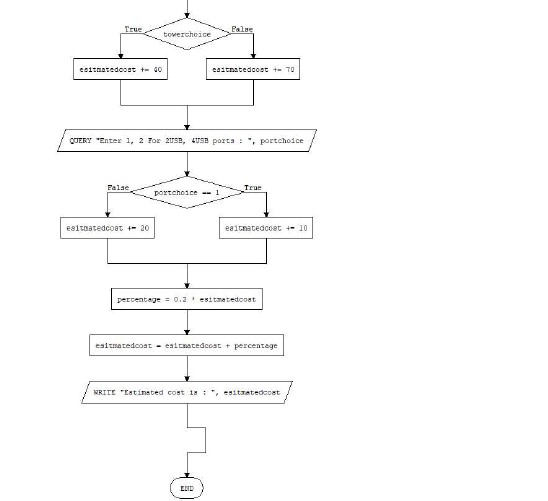 towerchoice
True
False
esitmatedcost += 40
esitmatedcost += 70
QUERY "Enter 1, 2 For 2USB, 4USB ports : ", portchoice
False
True
portchoice == 1
esitmatedcost += 20
esitmatedcost += 10
percentage = 0.2 * esitmatedcost
esitmatedcost = esitmatedcost + percentage
WRITE "Estimated cost is : ", esitmatedcost
END